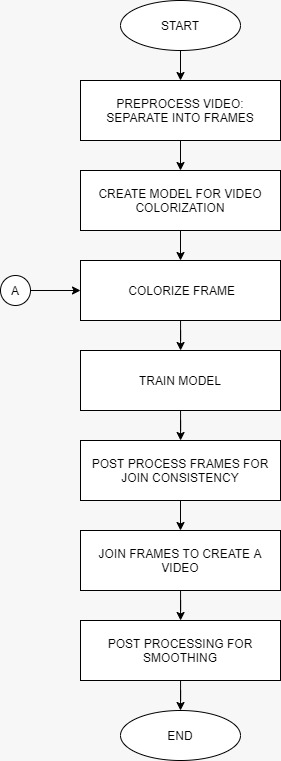 START
PREPROCESS VIDEO:
SEPARATE INTO FRAMES
CREATE MODEL FOR VIDEO
COLORIZATION
A
COLORIZE FRAME
TRAIN MODEL
POST PROCESS FRAMES FOR
JOIN CONSISTENCY
JOIN FRAMES TO CREATE A
VIDEO
POST PROCESSING FOR
SMOOTHING
END